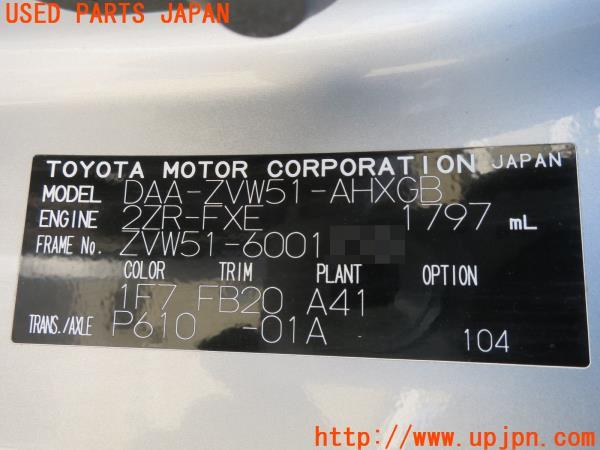 USED PARTS JAPAN
TOYOTA MOTOR CORPORATION JAPAN
MODEL DAA-ZVW51-AHXGB
ENGINE 2ZR-FXE 1797 mL
FRAME No. ZVW51-6001
COLOR TRIM PLANT OPTION
1F7 FB20 A41
TRANS./AXLE P610 -01A
104
UPJ
http://www.upjpn.com/